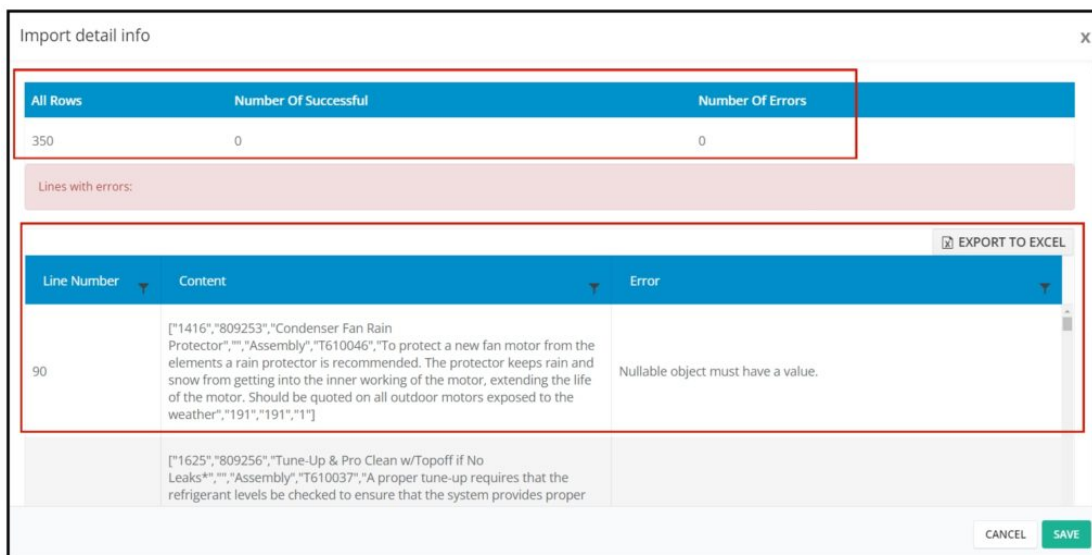 Import detail info
X
All Rows Number Of Successful Number Of Errors
350 0 0
Lines with errors:
EXPORT TO EXCEL
Line Number Content Error
["1416","809253","Condenser Fan Rain
Protector","","Assembly","T610046","To protect a new fan motor from the
elements a rain protector is recommended. The protector keeps rain and
90 snow from getting into the inner working of the motor, extending the life Nullable object must have a value.
of the motor. Should be quoted on all outdoor motors exposed to the
weather","191","191","1"]
["1625","809256","Tune-Up & Pro Clean w/Topoff if No
Leaks*","","Assembly","T610037","A proper tune-up requires that the
refrigerant levels be checked to ensure that the system provides proper
CANCEL SAVE